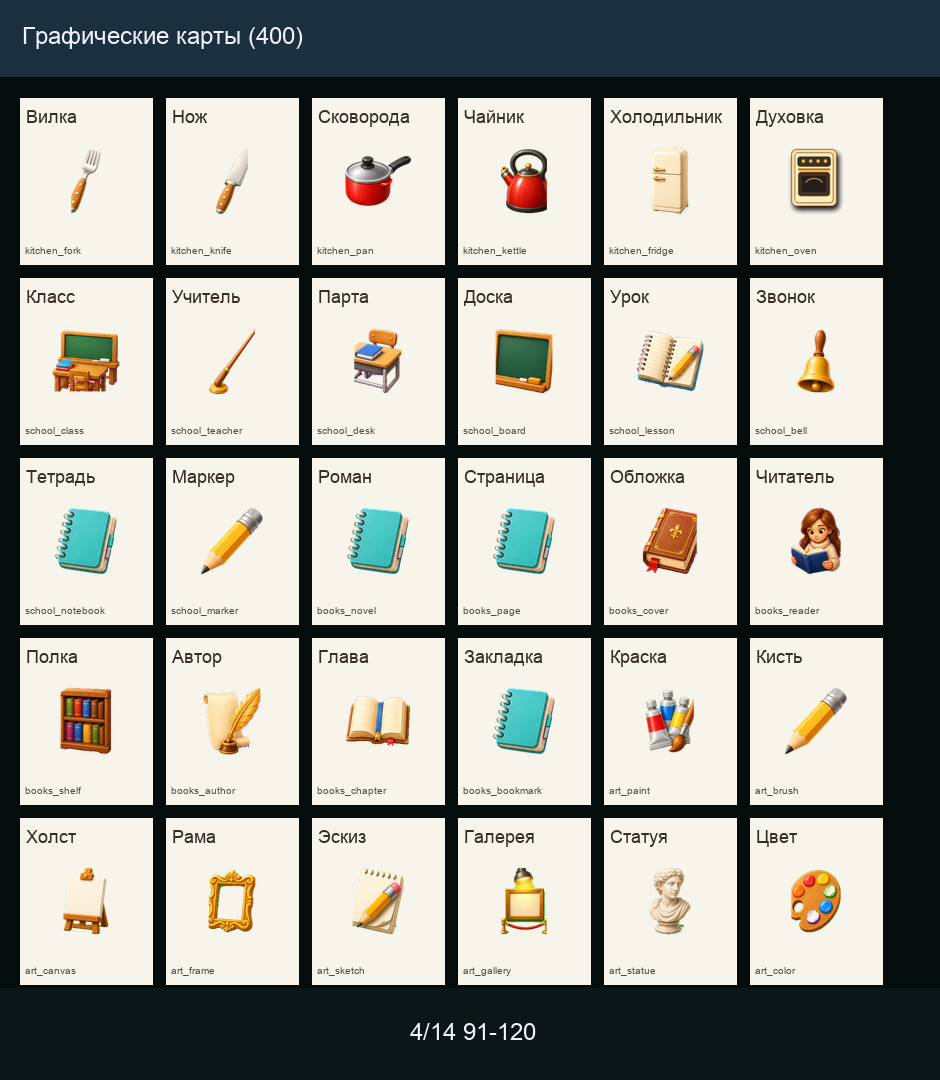 Графические карты (400)
Вилка
Нож
Сковорода
Чайник
Холодильник
Духовка
kitchen_fork
kitchen_knife
kitchen_pan
kitchen_kettle
kitchen_fridge
kitchen_oven
Класс
Учитель
Парта
Доска
Урок
Звонок
school_class
school_teacher
school_desk
school_board
school_lesson
school_bell
Тетрадь
Маркер
Роман
Страница
Обложка
Читатель
school_notebook
school_marker
books_novel
books_page
books_cover
books_reader
Полка
Автор
Глава
Закладка
Краска
Кисть
books_shelf
books_author
books_chapter
books_bookmark
art_paint
art_brush
Холст
Рама
Эскиз
Галерея
Статуя
Цвет
art_canvas
art_frame
art_sketch
art_gallery
art_statue
art_color
4/14 91-120